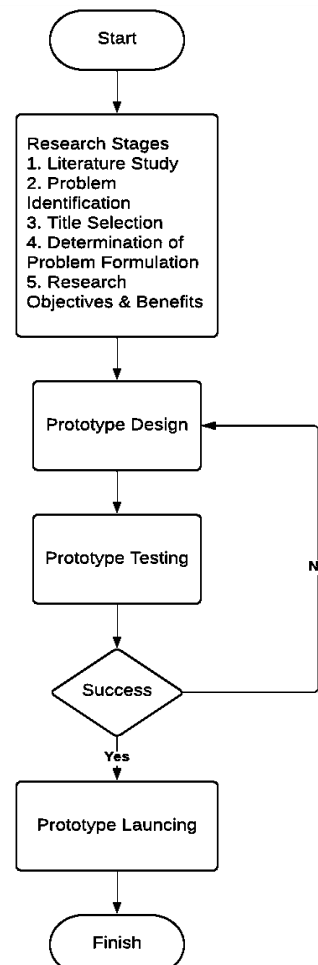 Start
Research Stages
1. Literature Study
2. Problem
Identification
3. Title Selection
4. Determination of
Problem Formulation
5. Research
Objectives & Benefits
Prototype Design
Prototype Testing
N
Success
Yes
Prototype Launcing
Finish